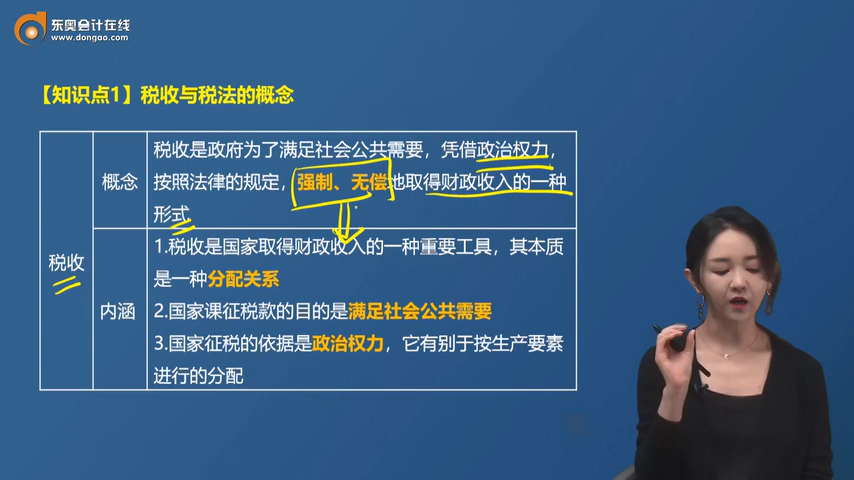 东奥会计在线
www.dongao.com
【知识点1】税收与税法的概念
税收
概念
税收是政府为了满足社会公共需要，凭借政治权力，
按照法律的规定，强制、无偿地取得财政收入的一种
形式
内涵
1.税收是国家取得财政收入的一种重要工具，其本质
是一种分配关系
2.国家课征税款的目的是满足社会公共需要
3.国家征税的依据是政治权力，它有别于按生产要素
进行的分配